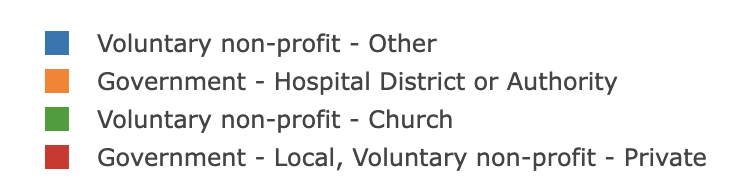 Voluntary non-profit - Other
Government - Hospital District or Authority
Voluntary non-profit - Church
Government - Local, Voluntary non-profit - Private